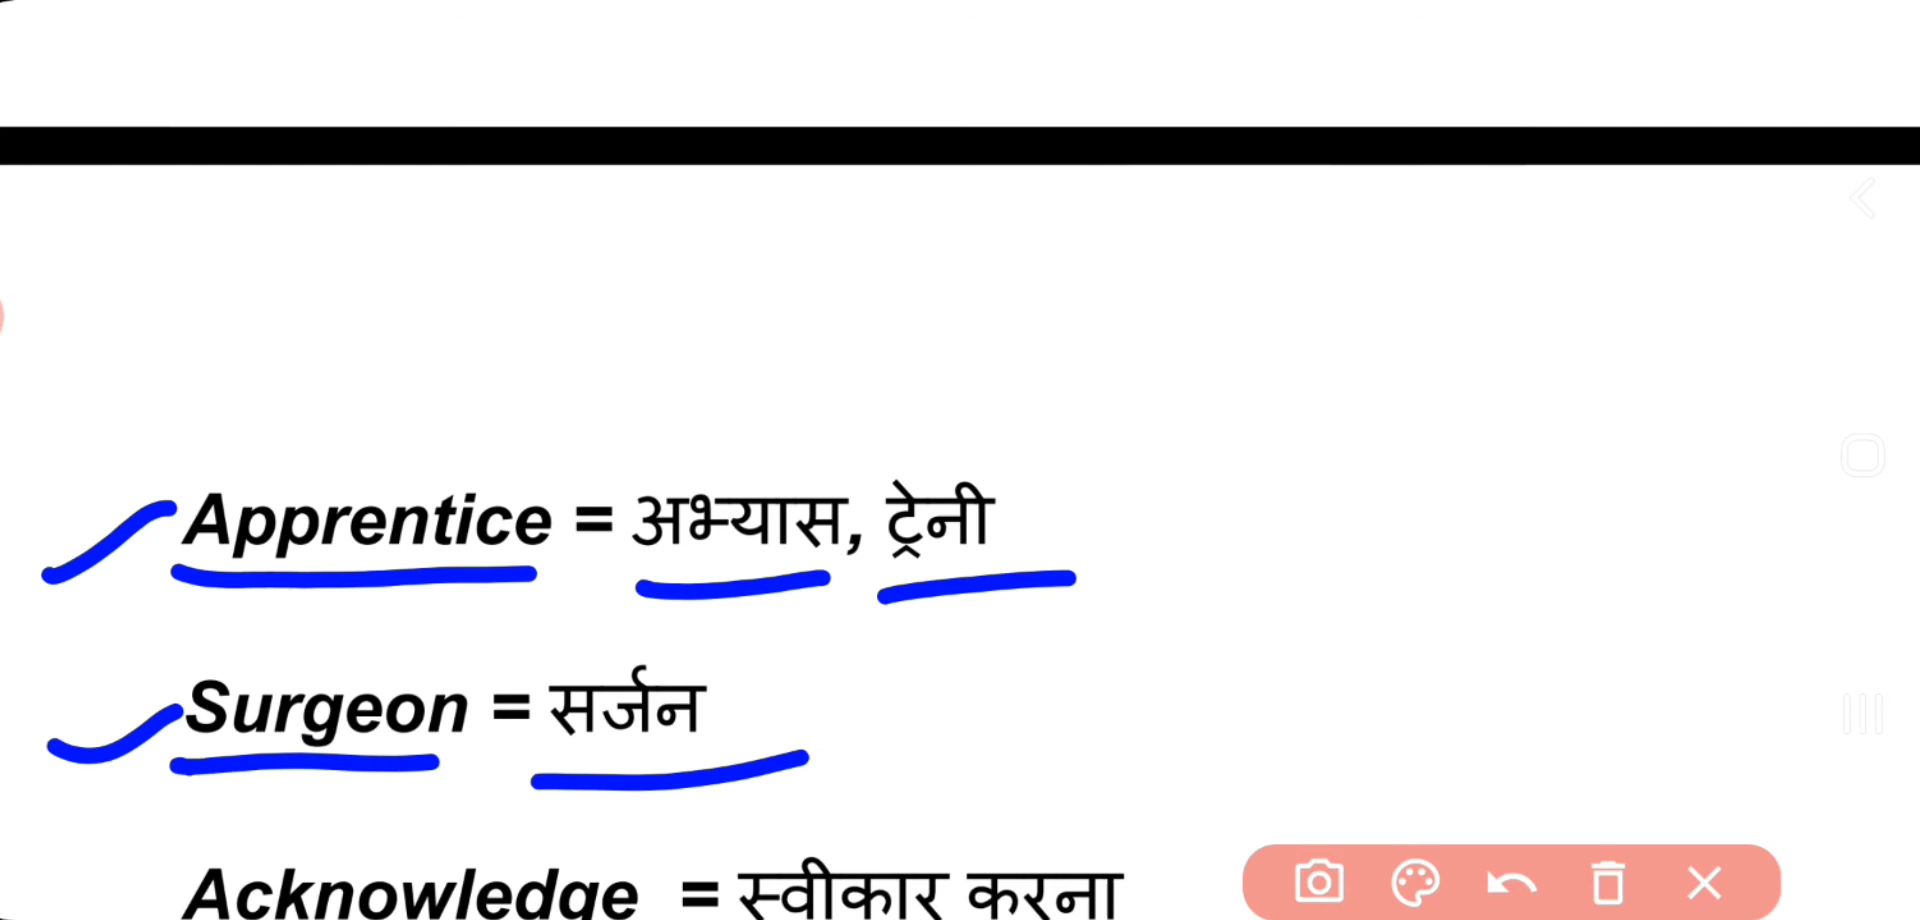 Apprentice = अभ्यास, ट्रेनी
Surgeon = सर्जन
Acknowledge = स्वीकार करना